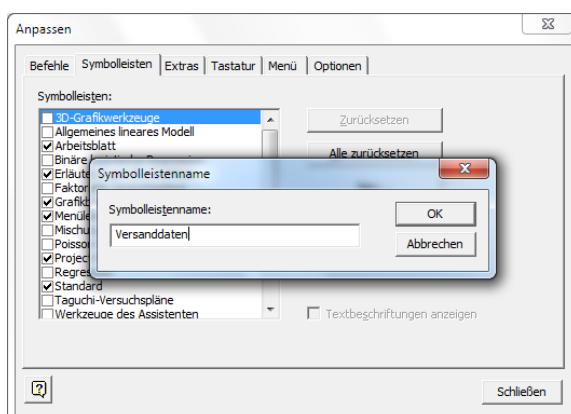 Anpassen
Befehle Symbolleisten Extras Tastatur Menü Optionen
Symbolleisten:
3D-Grafikwerkzeuge
Zurücksetzen
Allgemeines lineares Modell
Arbeitsblatt
Alle zurücksetzen
Binäre
Symbolleistenname
Symbolleistenname:
OK
Versanddaten
Abbrechen
Standard
Taguchi-Versuchspläne
Werkzeuge des Assistenten
Textbeschriftungen anzeigen
Schließen